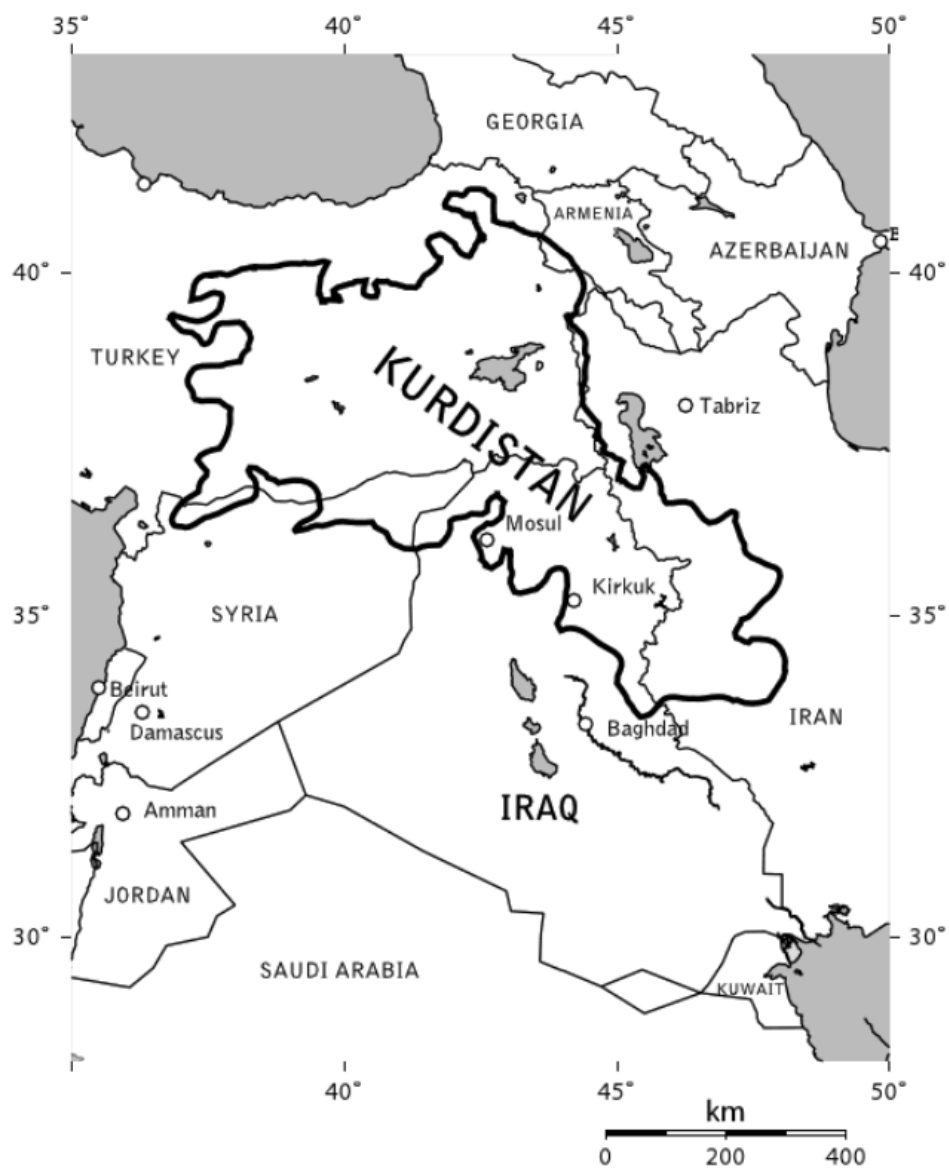 35° 40° 45° 50°
GEORGIA
ARMENIA
AZERBAIJAN
40° 40°
TURKEY
KURDISTAN
Tabriz
Mosul
Kirkuk
35° 35°
SYRIA
Beirut
Damascus
IRAN
Baghdad
IRAQ
Amman
JORDAN
30° 30°
SAUDI ARABIA
KUWAIT
35° 40° 45° 50°
km
0 200 400